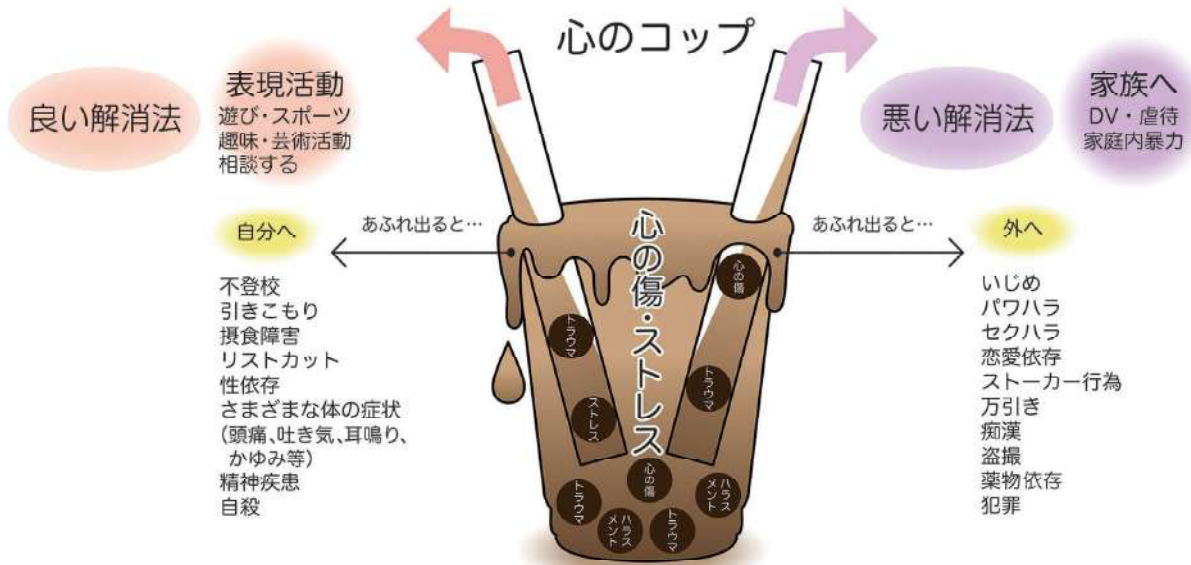 心のコップ
良い解消法
表現活動
遊び・スポーツ
趣味・芸術活動
相談する
悪い解消法
家族へ
DV・虐待
家庭内暴力
自分へ
あふれ出ると…
不登校
引きこもり
摂食障害
リストカット
性依存
さまざまな体の症状
(頭痛、吐き気、耳鳴り、
かゆみ等)
精神疾患
自殺
心の傷・ストレス
トラウマ
ストレス
心の傷
トラウマ
心の傷
トラウマ
ハラス
メント
トラウマ
ハラス
メント
あふれ出ると…
外へ
いじめ
パワハラ
セクハラ
恋愛依存
ストーカー行為
万引き
痴漢
盗撮
薬物依存
犯罪